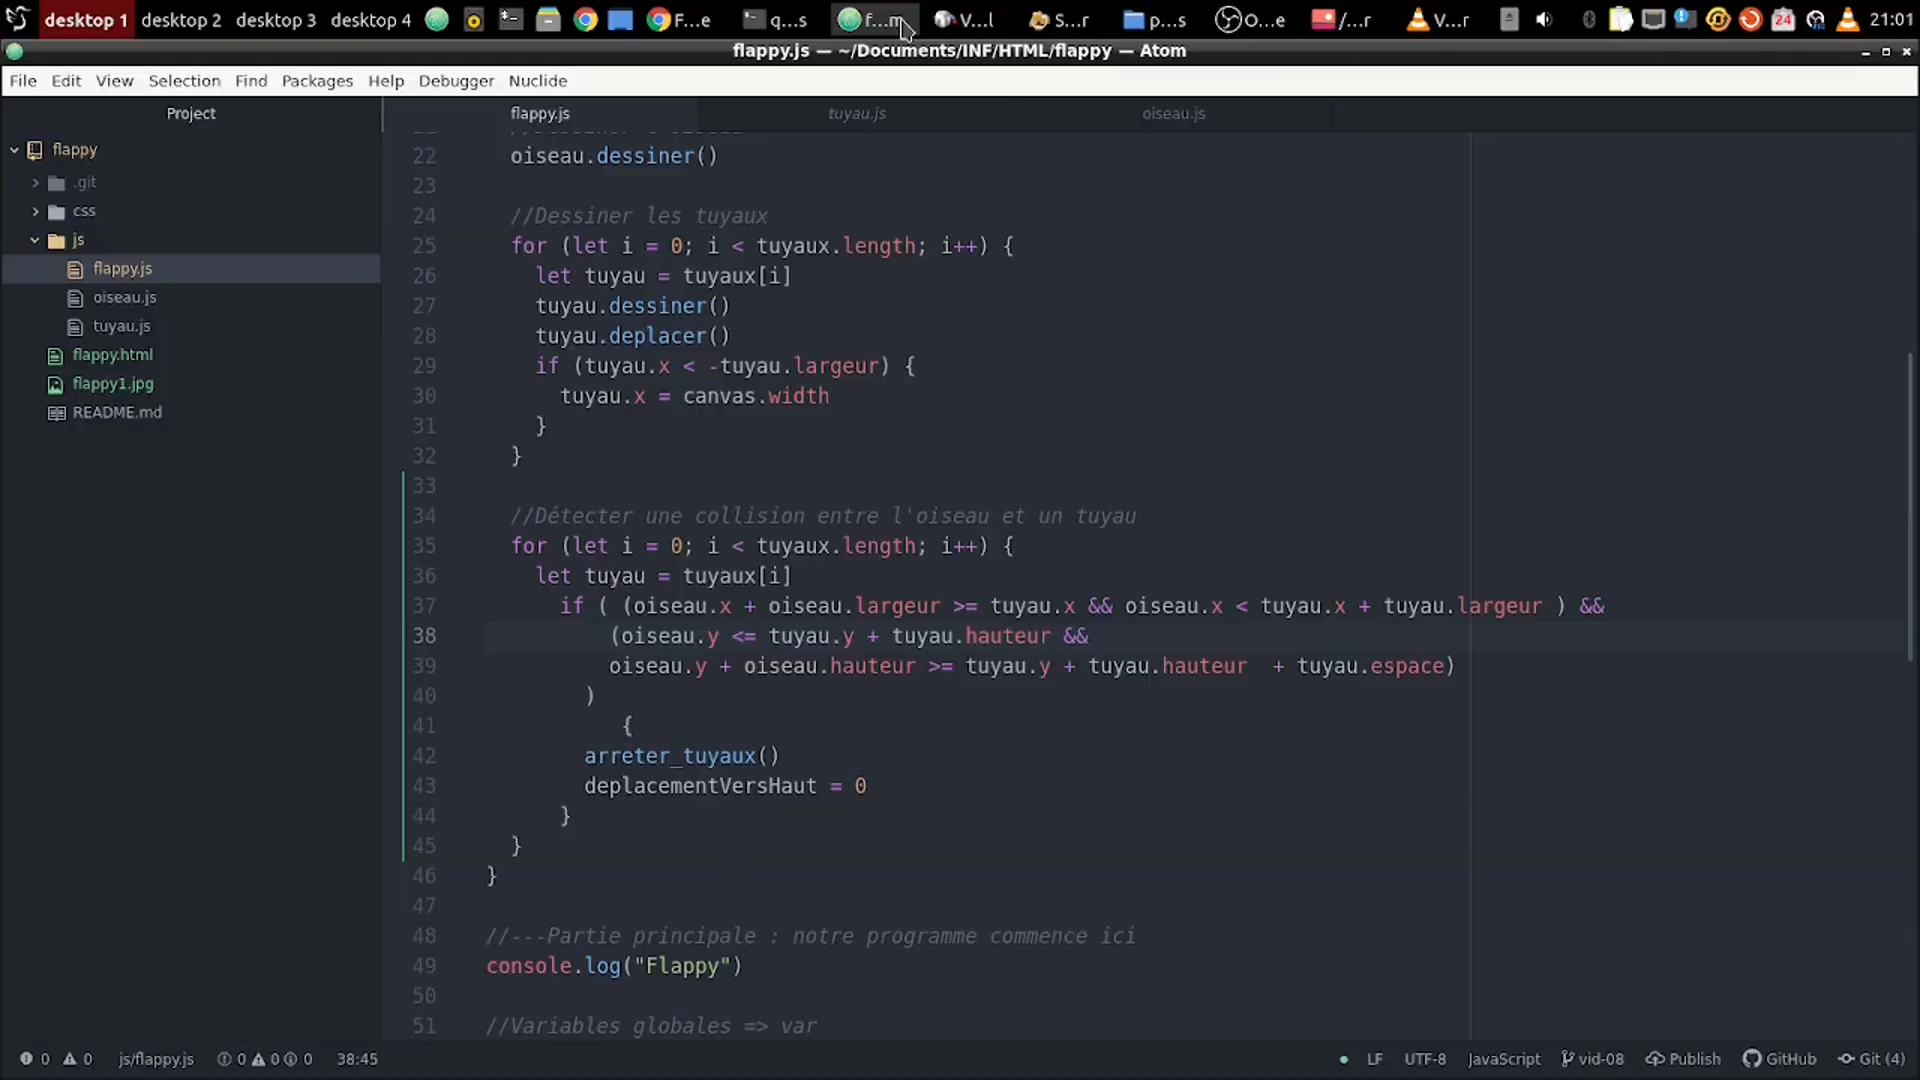 desktop 1 desktop 2 desktop 3 desktop 4 F...e q...s f...m V...l S...r p...s O...e /...r V...r 24 21:01
flappy.js — ~/Documents/INF/HTML/flappy — Atom
File Edit View Selection Find Packages Help Debugger Nuclide
Project
flappy
.git
css
js
flappy.js
oiseau.js
tuyau.js
flappy.html
flappy1.jpg
README.md
flappy.js tuyau.js oiseau.js
22 oiseau.dessiner()
23
24 //Dessiner les tuyaux
25 for (let i = 0; i < tuyaux.length; i++) {
26 let tuyau = tuyaux[i]
27 tuyau.dessiner()
28 tuyau.deplacer()
29 if (tuyau.x < -tuyau.largeur) {
30 tuyau.x = canvas.width
31 }
32 }
33
34 //Détecter une collision entre l'oiseau et un tuyau
35 for (let i = 0; i < tuyaux.length; i++) {
36 let tuyau = tuyaux[i]
37 if ( (oiseau.x + oiseau.largeur >= tuyau.x && oiseau.x < tuyau.x + tuyau.largeur ) &&
38 (oiseau.y <= tuyau.y + tuyau.hauteur &&
39 oiseau.y + oiseau.hauteur >= tuyau.y + tuyau.hauteur  + tuyau.espace)
40 )
41 {
42 arreter_tuyaux()
43 deplacementVersHaut = 0
44 }
45 }
46 }
47
48 //---Partie principale : notre programme commence ici
49 console.log("Flappy")
50
51 //Variables globales => var
0 0 js/flappy.js 0 0 0 38:45 LF UTF-8 JavaScript vid-08 Publish GitHub Git (4)